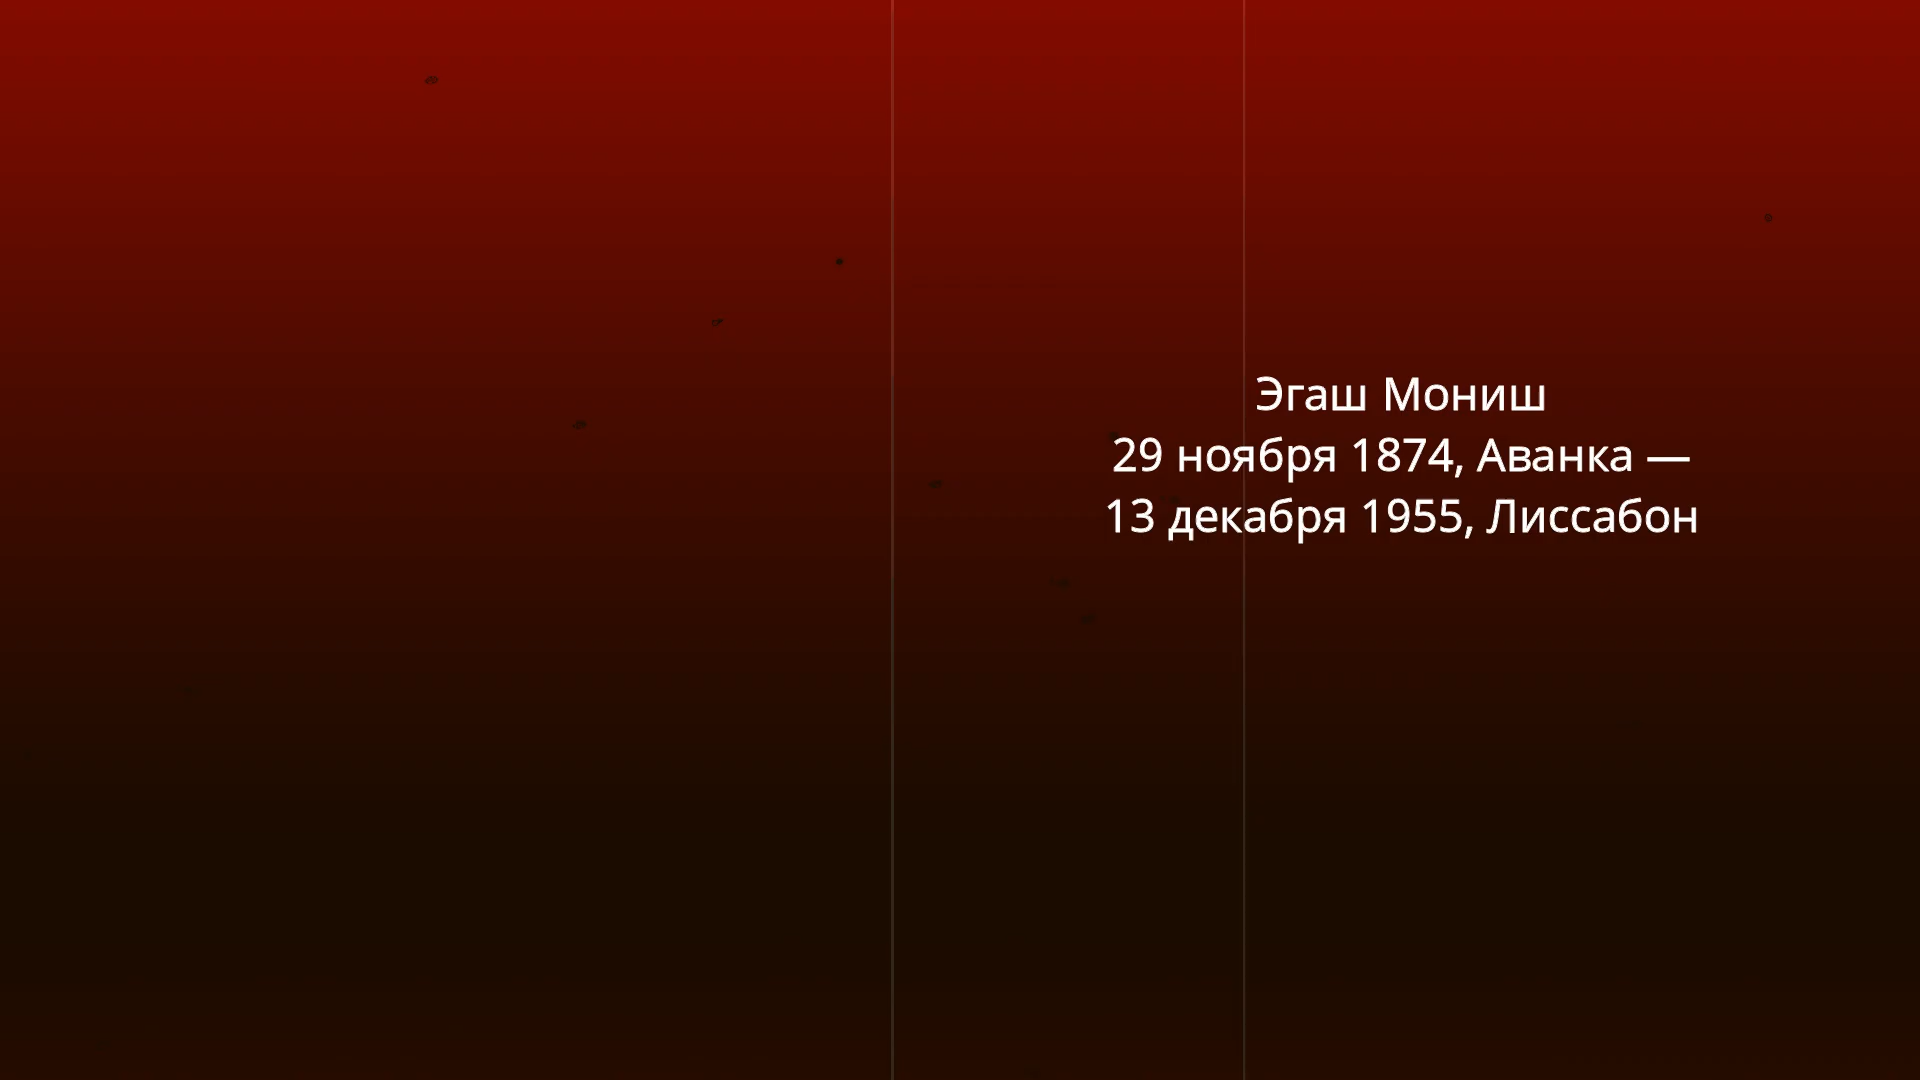 Эгаш Мониш
29 ноября 1874, Аванка —
13 декабря 1955, Лиссабон